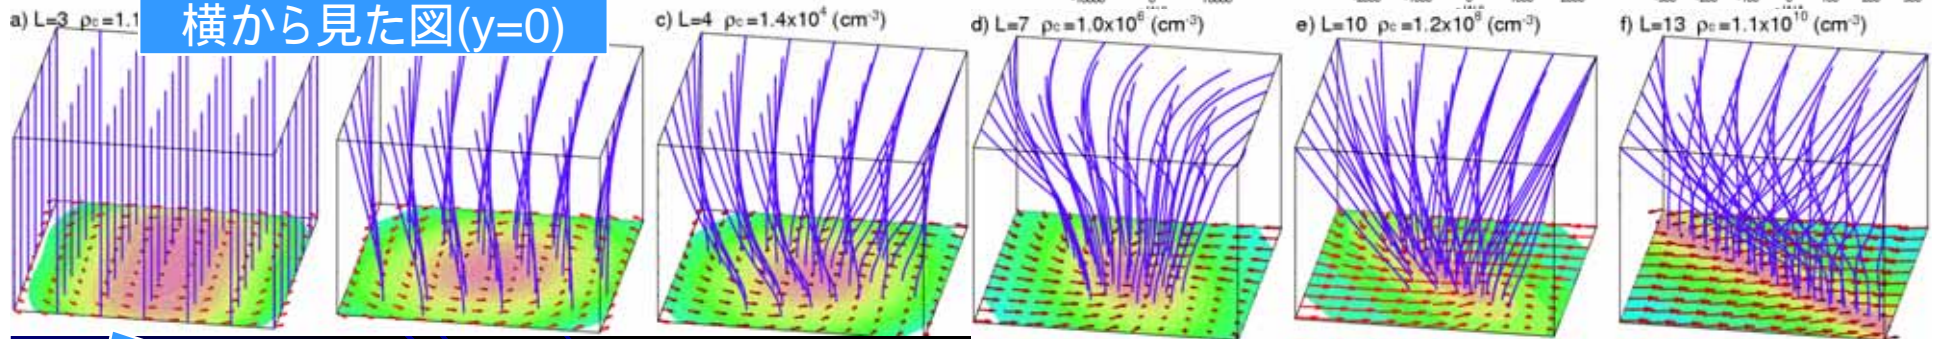 横から見た図(y=0)
a) L=3 ρc=1.1
c) L=4 ρc=1.4x10⁴ (cm⁻³)
d) L=7 ρc=1.0x10⁶ (cm⁻³)
e) L=10 ρc=1.2x10⁸ (cm⁻³)
f) L=13 ρc=1.1x10¹⁰ (cm⁻³)